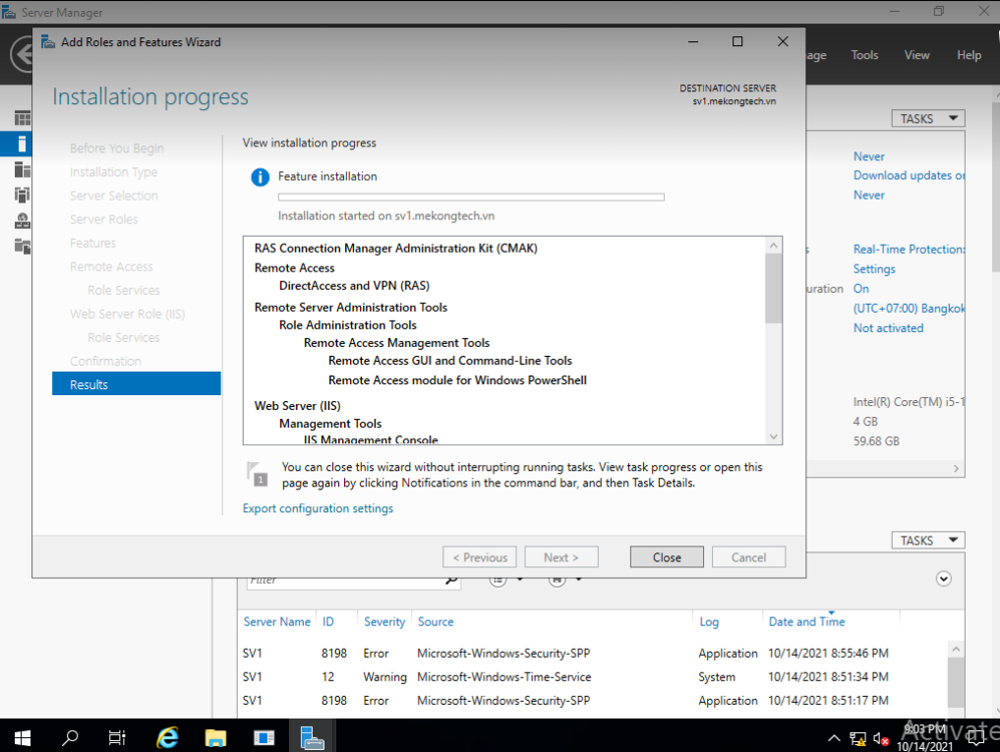 Server Manager
Add Roles and Features Wizard
Tools
View
Help
Installation progress
DESTINATION SERVER
sv1.mekongtech.vn
TASKS
Before You Begin
Installation Type
Server Selection
Server Roles
Features
Remote Access
Role Services
Web Server Role (IIS)
Role Services
Confirmation
Results
View installation progress
Feature installation
Installation started on sv1.mekongtech.vn
RAS Connection Manager Administration Kit (CMAK)
Remote Access
DirectAccess and VPN (RAS)
Remote Server Administration Tools
Role Administration Tools
Remote Access Management Tools
Remote Access GUI and Command-Line Tools
Remote Access module for Windows PowerShell
Web Server (IIS)
Management Tools
IIS Management Console
1
You can close this wizard without interrupting running tasks. View task progress or open this
page again by clicking Notifications in the command bar, and then Task Details.
Export configuration settings
< Previous
Next >
Close
Cancel
Never
Download updates
Never
Real-Time Protection:
Settings
On
(UTC+07:00) Bangkok
Not activated
Intel(R) Core(TM)
4 GB
59.68 GB
TASKS
Filter
Server Name ID Severity Source Log Date and Time
SV1 8198 Error Microsoft-Windows-Security-SPP Application 10/14/2021 8:55:46 PM
SV1 12 Warning Microsoft-Windows-Time-Service System 10/14/2021 8:51:34 PM
SV1 8198 Error Microsoft-Windows-Security-SPP Application 10/14/2021 8:51:17 PM
Activate
9:03 PM
10/14/2021